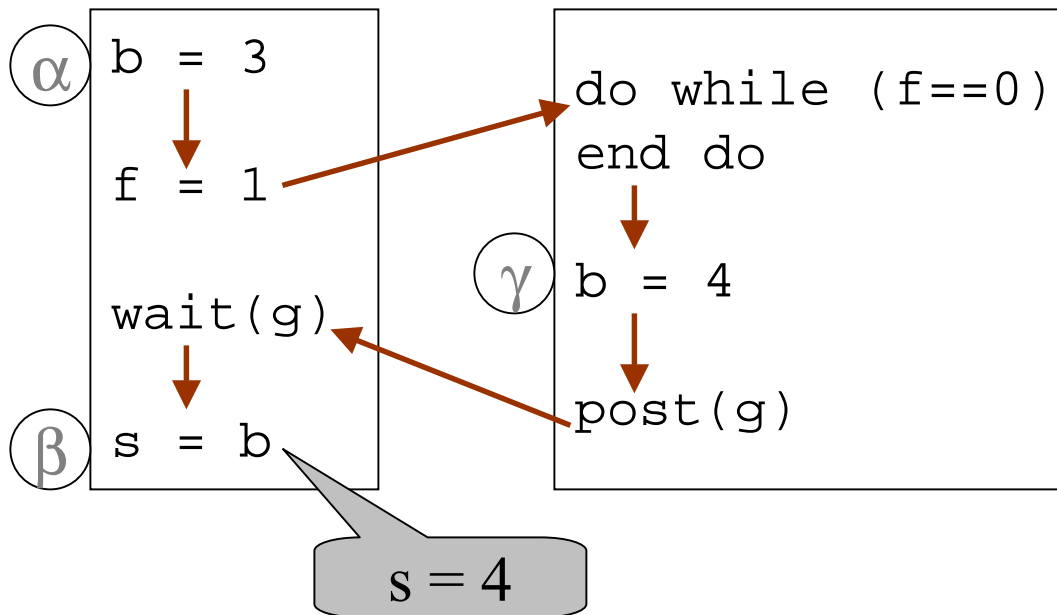 α
b = 3
f = 1
wait(g)
β
s = b
do while (f==0)
end do
γ
b = 4
post(g)
s = 4